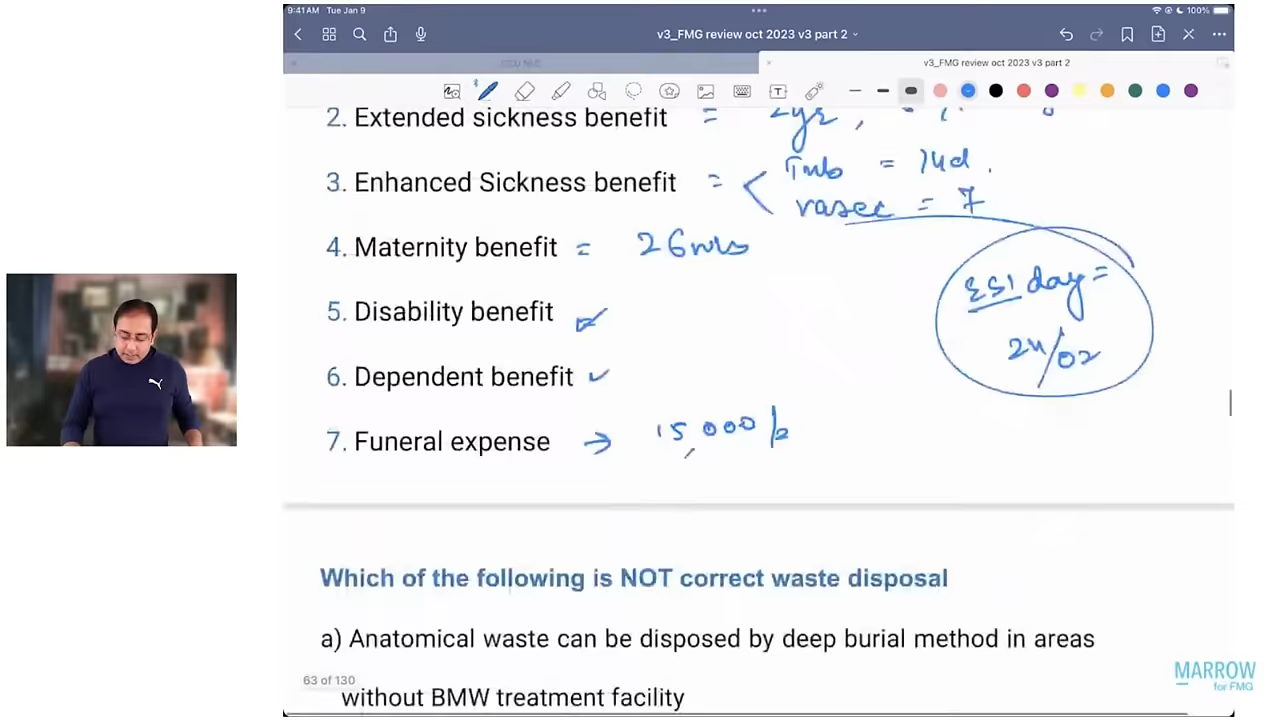 9:41AM Tue Jan 9
100%
v3_FMG review oct 2023 v3 part 2
v3_FMG review oct 2023 v3 part 2
2. Extended sickness benefit = 2yr,
3. Enhanced Sickness benefit = Tub = 14d.
vasec = 7
4. Maternity benefit = 26wks
ESI day =
24/02
5. Disability benefit
6. Dependent benefit
7. Funeral expense → 15,000/-
Which of the following is NOT correct waste disposal
a) Anatomical waste can be disposed by deep burial method in areas
63 of 130
without BMW treatment facility
MARROW
for FMG